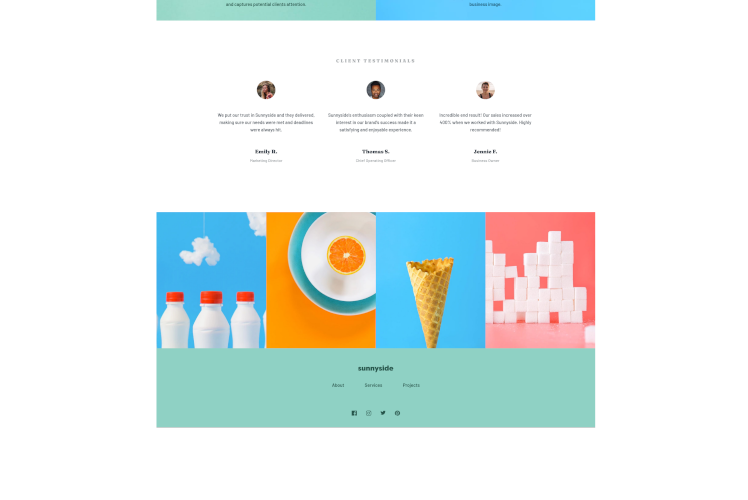 and captures potential clients attention.
business image.
CLIENT TESTIMONIALS
We put our trust in Sunnyside and they delivered,
making sure our needs were met and deadlines
were always hit.
Emily R.
Marketing Director
Sunnyside's enthusiasm coupled with their keen
interest in our brand's success made it a
satisfying and enjoyable experience.
Thomas S.
Chief Operating Officer
Incredible end result! Our sales increased over
400% when we worked with Sunnyside. Highly
recommended!
Jennie F.
Business Owner
sunnyside
About Services Projects